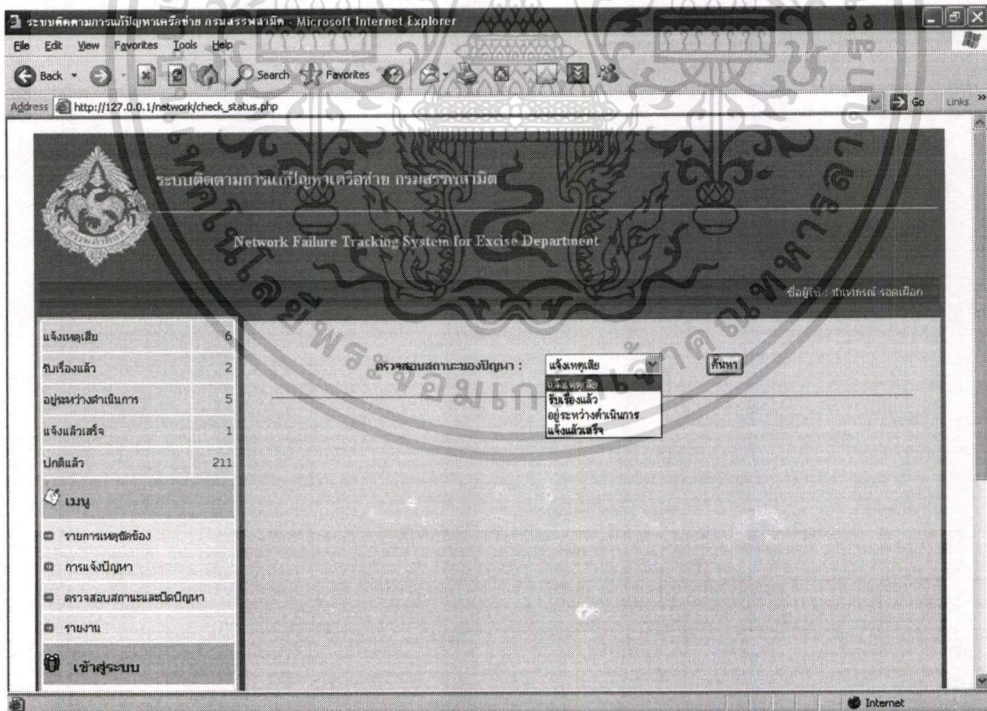 ระบบติดตามการแก้ปัญหาเครือข่าย กรมสรรพสามิต - Microsoft Internet Explorer
File Edit View Favorites Tools Help
Back Search Favorites
Address http://127.0.0.1/network/check_status.php Go Links
ระบบติดตามการแก้ปัญหาเครือข่าย กรมสรรพสามิต
Network Failure Tracking System for Excise Department
ชื่อผู้ใช้ :
แจ้งเหตุเสีย 6
รับเรื่องแล้ว 2
อยู่ระหว่างดำเนินการ 5
แจ้งแล้วเสร็จ 1
ปกติแล้ว 211
เมนู
รายการเหตุขัดข้อง
การแจ้งปัญหา
ตรวจสอบสถานะและปิดปัญหา
รายงาน
เข้าสู่ระบบ
ตรวจสอบสถานะของปัญหา : แจ้งเหตุเสีย ค้นหา
แจ้งเหตุเสีย
รับเรื่องแล้ว
อยู่ระหว่างดำเนินการ
แจ้งแล้วเสร็จ
Internet